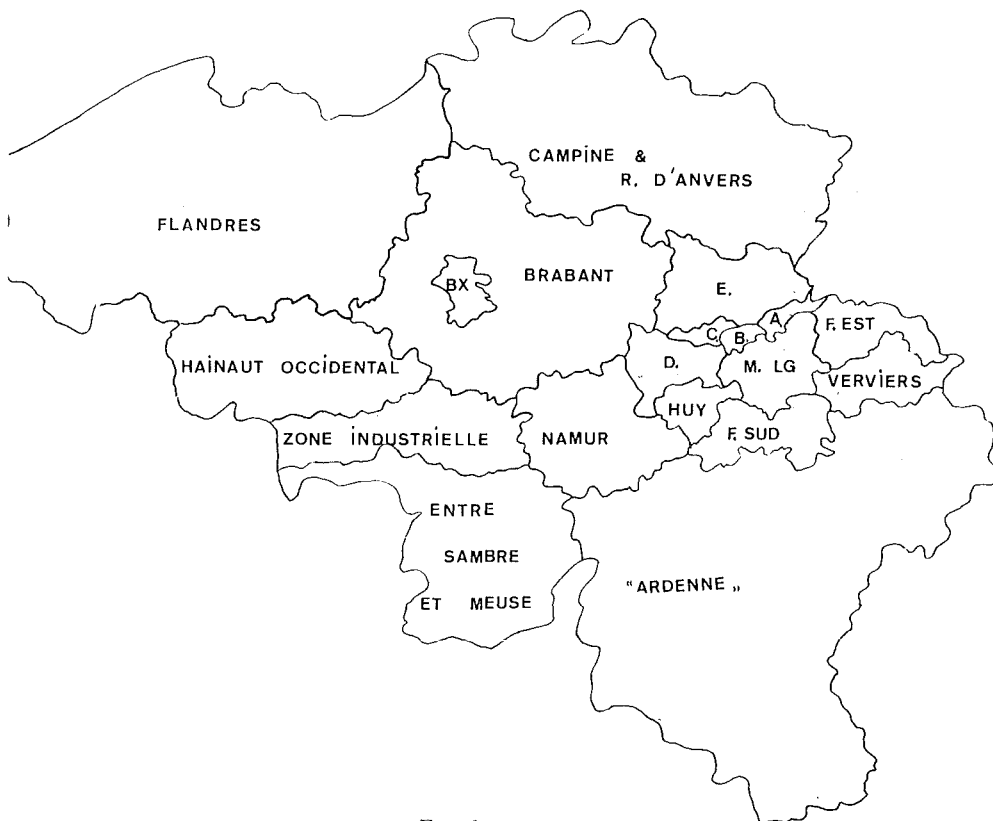 CAMPINE &
R. D'ANVERS
FLANDRES
BRABANT
BX
E.
A.
F. EST
C.
B.
HAINAUT OCCIDENTAL
D.
M. LG
VERVIERS
HUY
F. SUD
ZONE INDUSTRIELLE
NAMUR
ENTRE
SAMBRE
ET MEUSE
"ARDENNE„